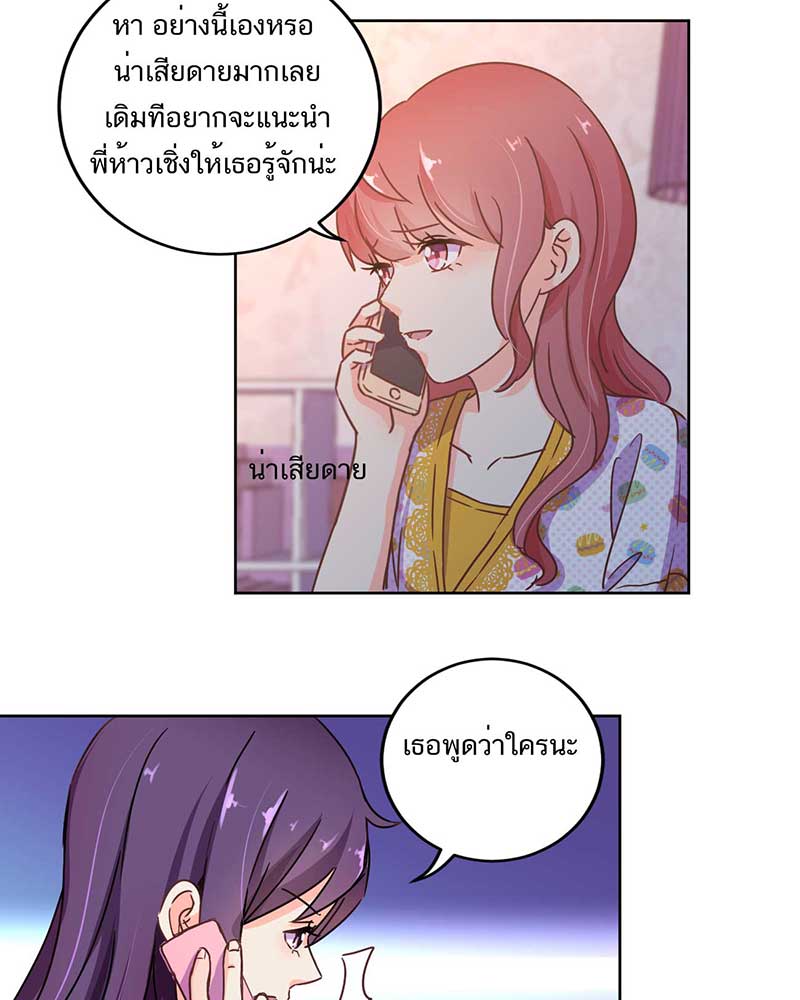 หา อย่างนี้เองหรอ
น่าเสียดายมากเลย
เดิมทีอยากจะแนะนำ
พี่ห้าวเชิ่งให้เธอรู้จักน่ะ
น่าเสียดาย
เธอพูดว่าใครนะ